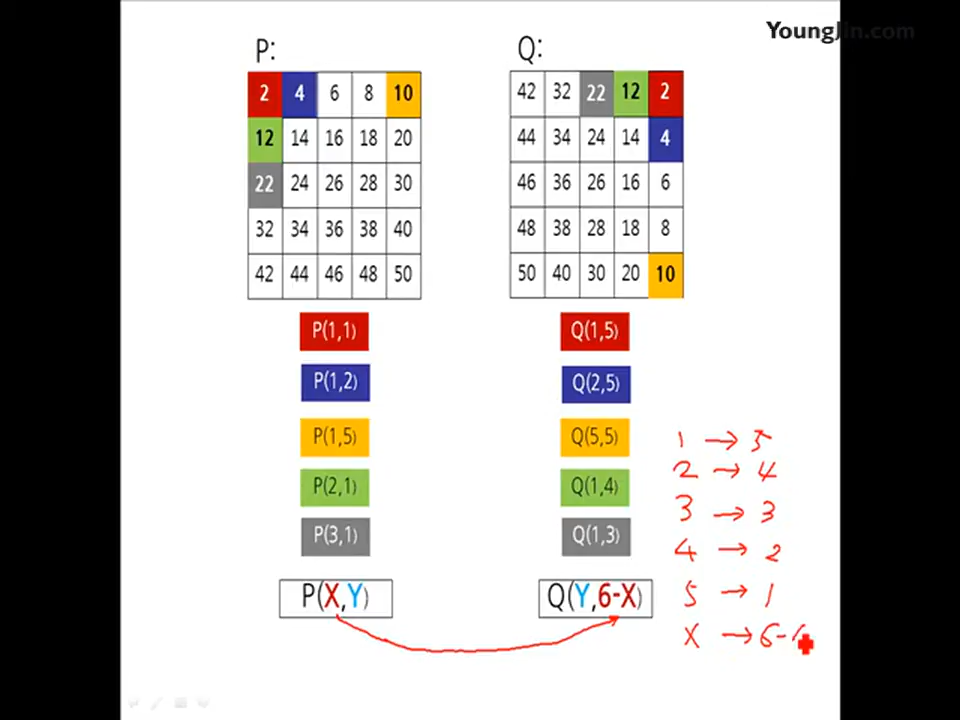 YoungJin.com
P: Q:
2 4 6 8 10 42 32 22 12 2
12 14 16 18 20 44 34 24 14 4
22 24 26 28 30 46 36 26 16 6
32 34 36 38 40 48 38 28 18 8
42 44 46 48 50 50 40 30 20 10
P(1,1) Q(1,5)
P(1,2) Q(2,5)
P(1,5) Q(5,5)
P(2,1) Q(1,4)
P(3,1) Q(1,3)
P(X,Y) Q(Y,6-X)
1 → 5
2 → 4
3 → 3
4 → 2
5 → 1
X → 6-